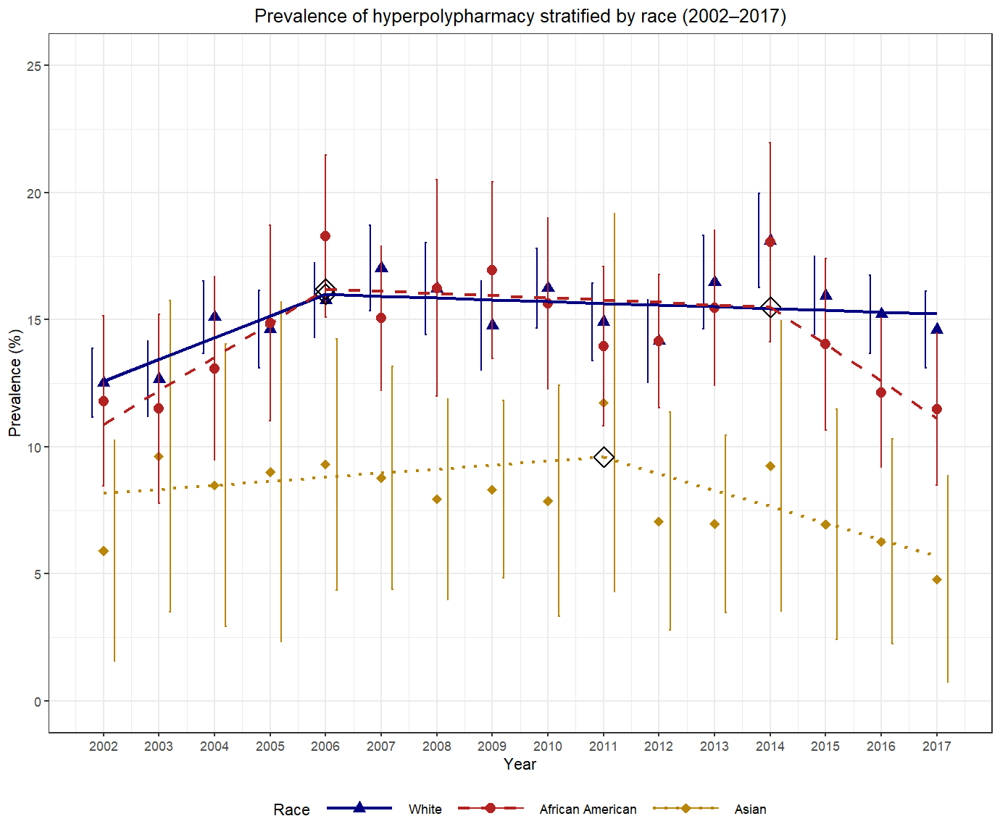 Prevalence of hyperpolypharmacy stratified by race (2002–2017)
Prevalence (%)
25
20
15
10
5
0
2002 2003 2004 2005 2006 2007 2008 2009 2010 2011 2012 2013 2014 2015 2016 2017
Year
Race White African American Asian